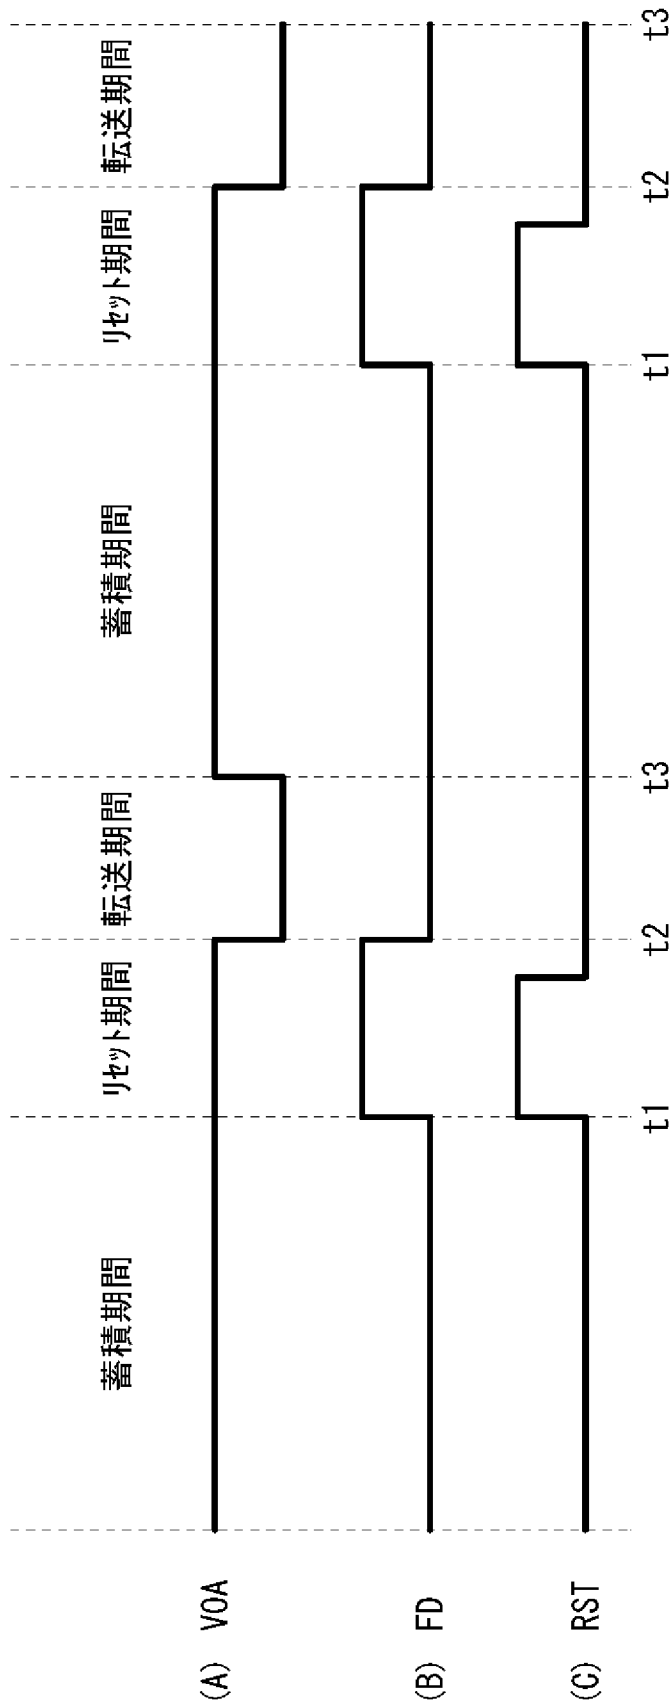 蓄積期間
リセット期間
転送期間
蓄積期間
リセット期間
転送期間
(A) VOA
(B) FD
(C) RST
t1
t2
t3
t1
t2
t3